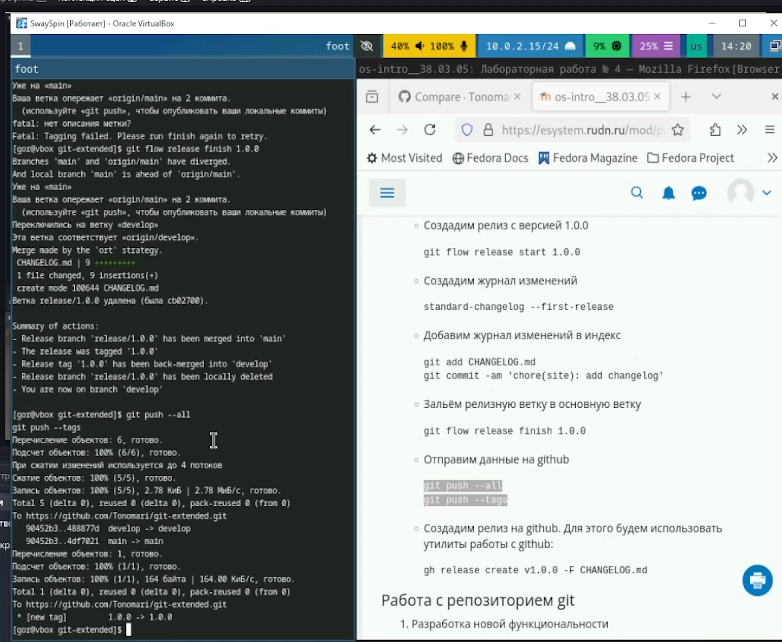 SwaySpin [Работает] - Oracle VirtualBox
1
foot
40% 100%
10.0.2.15/24
9%
25%
us
14:20
foot
os-intro__38.03.05: Лабораторная работа № 4 — Mozilla Firefox[Browser
Уже на «main»
Ваша ветка опережает «origin/main» на 2 коммита.
(используйте «git push», чтобы опубликовать ваши локальные коммиты)
fatal: нет описания метки?
Fatal: Tagging failed. Please run finish again to retry.
[gor@vbox git-extended]$ git flow release finish 1.0.0
Branches 'main' and 'origin/main' have diverged.
And local branch 'main' is ahead of 'origin/main'.
Уже на «main»
Ваша ветка опережает «origin/main» на 2 коммита.
(используйте «git push», чтобы опубликовать ваши локальные коммиты)
Переключились на ветку «develop»
Эта ветка соответствует «origin/develop».
Merge made by the 'ort' strategy.
CHANGELOG.md | 9 +++++++++
1 file changed, 9 insertions(+)
create mode 100644 CHANGELOG.md
Ветка release/1.0.0 удалена (была cb02700).
Summary of actions:
- Release branch 'release/1.0.0' has been merged into 'main'
- The release was tagged '1.0.0'
- Release tag '1.0.0' has been back-merged into 'develop'
- Release branch 'release/1.0.0' has been locally deleted
- You are now on branch 'develop'
[gor@vbox git-extended]$ git push --all
git push --tags
Перечисление объектов: 6, готово.
Подсчет объектов: 100% (6/6), готово.
При сжатии изменений используется до 4 потоков
Сжатие объектов: 100% (5/5), готово.
Запись объектов: 100% (5/5), 2.78 КиБ | 2.78 МиБ/с, готово.
Total 5 (delta 0), reused 0 (delta 0), pack-reused 0 (from 0)
To https://github.com/Tonomari/git-extended.git
90452b3..488877d develop -> develop
90452b3..4df7021 main -> main
Перечисление объектов: 1, готово.
Подсчет объектов: 100% (1/1), готово.
Запись объектов: 100% (1/1), 164 байта | 164.00 КиБ/с, готово.
Total 1 (delta 0), reused 0 (delta 0), pack-reused 0 (from 0)
To https://github.com/Tonomari/git-extended.git
* [new tag] 1.0.0 -> 1.0.0
[gor@vbox git-extended]$
Compare · Tonoma
os-intro__38.03.05
https://esystem.rudn.ru/mod/p
Most Visited
Fedora Docs
Fedora Magazine
Fedora Project
Создадим релиз с версией 1.0.0
git flow release start 1.0.0
Создадим журнал изменений
standard-changelog --first-release
Добавим журнал изменений в индекс
git add CHANGELOG.md
git commit -am 'chore(site): add changelog'
Зальём релизную ветку в основную ветку
git flow release finish 1.0.0
Отправим данные на github
git push --all
git push --tags
Создадим релиз на github. Для этого будем использовать
утилиты работы с github:
gh release create v1.0.0 -F CHANGELOG.md
Работа с репозиторием git
1. Разработка новой функциональности